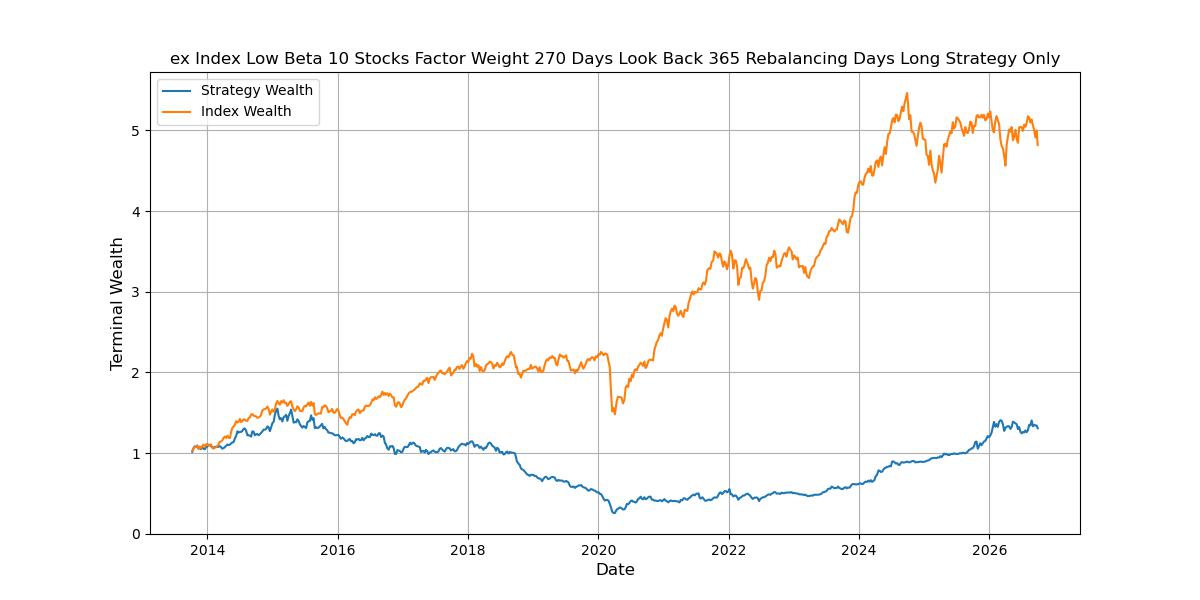 ex Index Low Beta 10 Stocks Factor Weight 270 Days Look Back 365 Rebalancing Days Long Strategy Only
Strategy Wealth
Index Wealth
Terminal Wealth
5
4
3
2
1
0
2014 2016 2018 2020 2022 2024 2026
Date